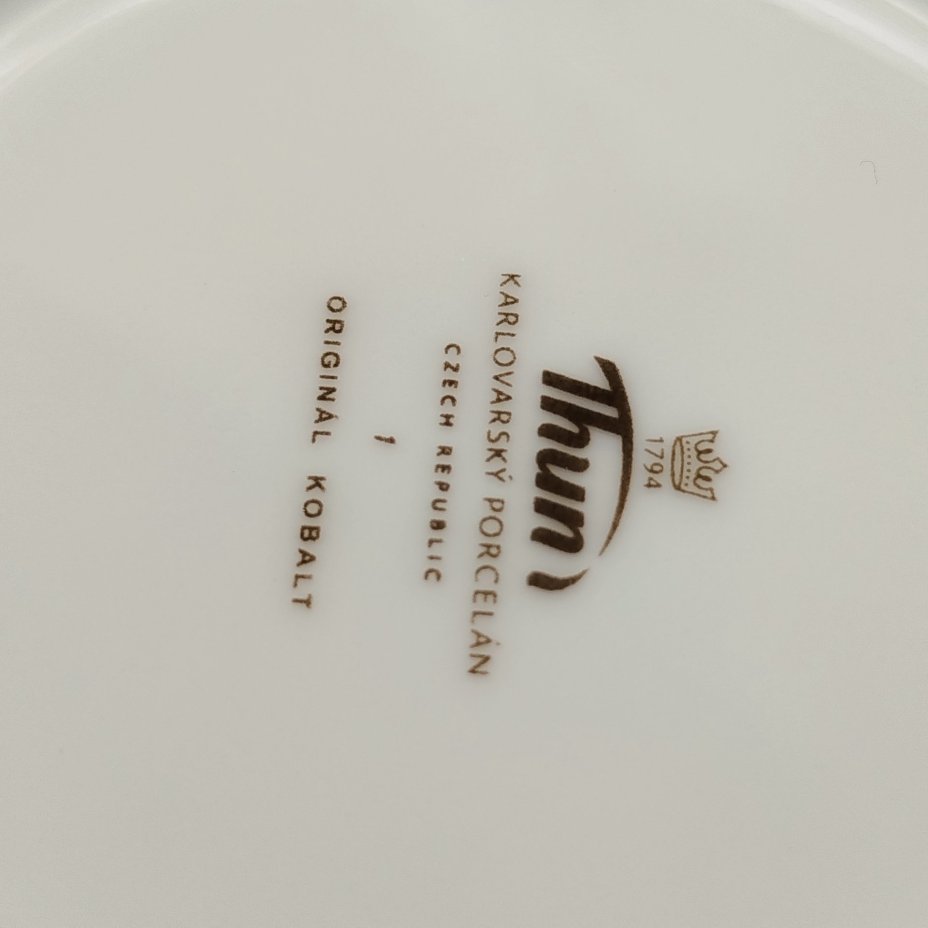 1794
Thun
KARLOVARSKÝ PORCELÁN
CZECH REPUBLIC
1
ORIGINÁL KOBALT